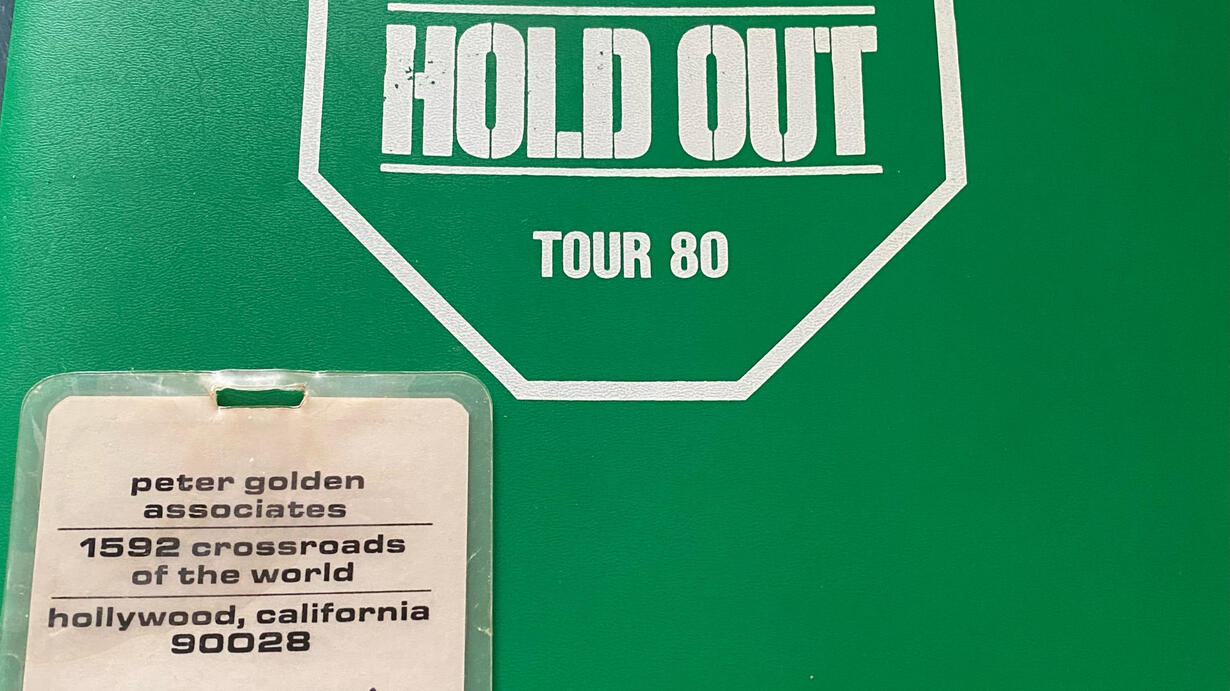 HOLD OUT
TOUR 80
peter golden
associates
1592 crossroads
of the world
hollywood, california
90028